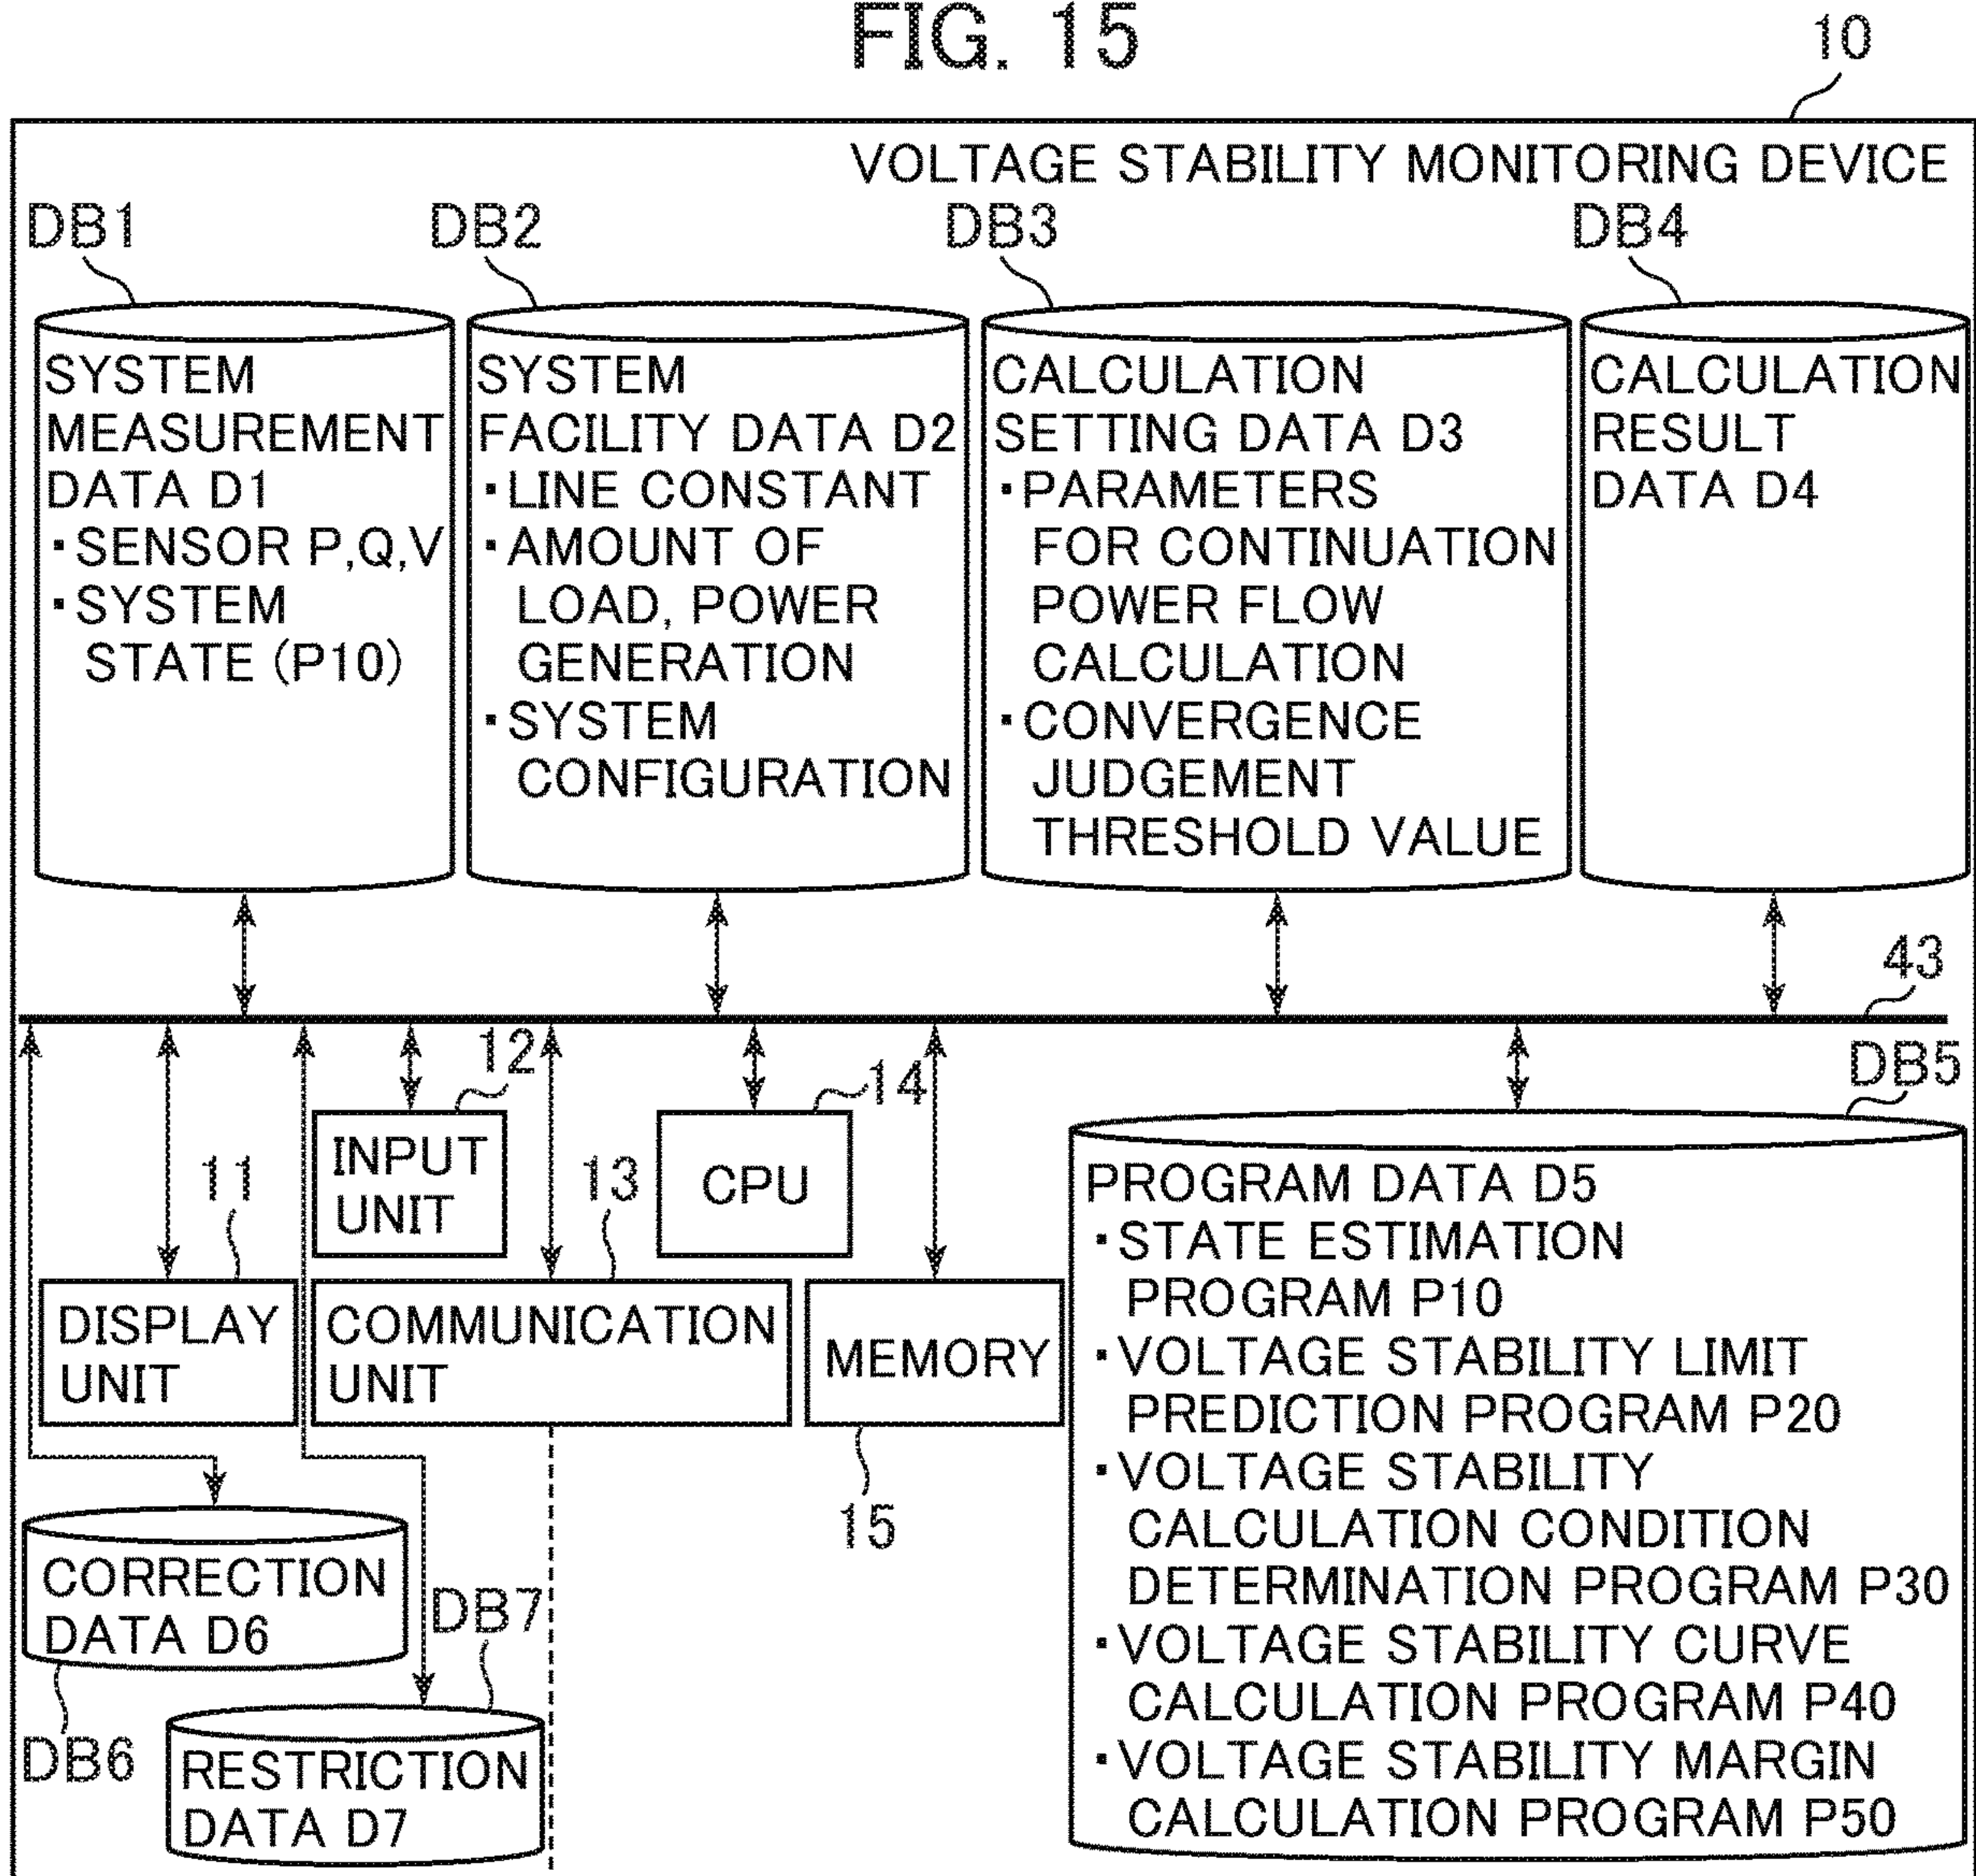 FIG. 15
10
VOLTAGE STABILITY MONITORING DEVICE
DB1
SYSTEM
MEASUREMENT
DATA D1
・SENSOR P,Q,V
・SYSTEM
STATE (P10)
DB2
SYSTEM
FACILITY DATA D2
・LINE CONSTANT
・AMOUNT OF
LOAD, POWER
GENERATION
・SYSTEM
CONFIGURATION
DB3
CALCULATION
SETTING DATA D3
・PARAMETERS
FOR CONTINUATION
POWER FLOW
CALCULATION
・CONVERGENCE
JUDGEMENT
THRESHOLD VALUE
DB4
CALCULATION
RESULT
DATA D4
43
12
INPUT
UNIT
14
CPU
11
DISPLAY
UNIT
13
COMMUNICATION
UNIT
MEMORY
15
DB5
PROGRAM DATA D5
・STATE ESTIMATION
PROGRAM P10
・VOLTAGE STABILITY LIMIT
PREDICTION PROGRAM P20
・VOLTAGE STABILITY
CALCULATION CONDITION
DETERMINATION PROGRAM P30
・VOLTAGE STABILITY CURVE
CALCULATION PROGRAM P40
・VOLTAGE STABILITY MARGIN
CALCULATION PROGRAM P50
CORRECTION
DATA D6
DB6
DB7
RESTRICTION
DATA D7